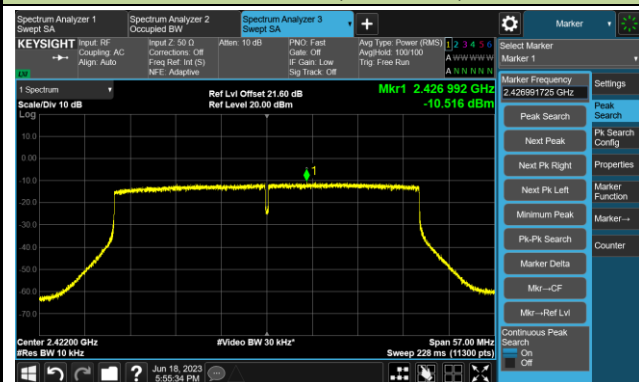 Spectrum Analyzer 1
Swept SA
Spectrum Analyzer 2
Occupied BW
Spectrum Analyzer 3
Swept SA
Marker
KEYSIGHT
Input: RF
Coupling: AC
Align: Auto
Input Z: 50 Ω
Corrections: Off
Freq Ref: Int (S)
NFE: Adaptive
Atten: 10 dB
PNO: Fast
Gate: Off
IF Gain: Low
Sig Track: Off
Avg Type: Power (RMS)
Avg|Hold: 100/100
Trig: Free Run
1 2 3 4 5 6
A W W W W W
A N N N N N
Select Marker
Marker 1
1 Spectrum
Scale/Div 10 dB
Log
Ref Lvl Offset 21.60 dB
Ref Level 20.00 dBm
Mkr1 2.426 992 GHz
-10.516 dBm
10.0
0.00
-10.0
-20.0
-30.0
-40.0
-50.0
-60.0
-70.0
1
Center 2.42200 GHz
#Res BW 10 kHz
#Video BW 30 kHz*
Span 57.00 MHz
Sweep 228 ms (11300 pts)
Marker Frequency
2.426991725 GHz
Peak Search
Next Peak
Next Pk Right
Next Pk Left
Minimum Peak
Pk-Pk Search
Marker Delta
Mkr→CF
Mkr→Ref Lvl
Continuous Peak
Search
On
Off
Settings
Peak
Search
Pk Search
Config
Properties
Marker
Function
Marker→
Counter
Jun 18, 2023
5:55:34 PM